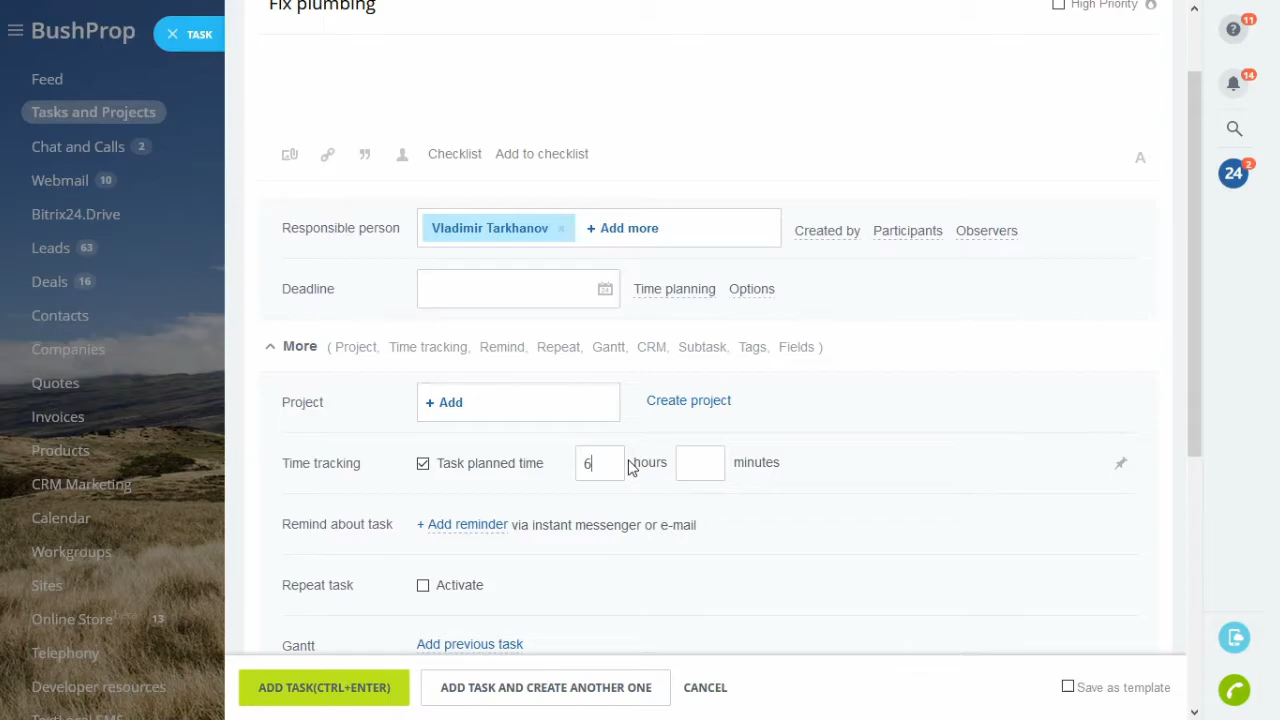 Fix plumbing
High Priority
BushProp
TASK
11
Feed
14
Tasks and Projects
Chat and Calls 2
Checklist Add to checklist
A
24 2
Webmail 10
Bitrix24.Drive
Responsible person Vladimir Tarkhanov × + Add more Created by Participants Observers
Leads 63
Deals 16
Deadline 24 Time planning Options
Contacts
Companies
More ( Project, Time tracking, Remind, Repeat, Gantt, CRM, Subtask, Tags, Fields )
Quotes
Project + Add Create project
Invoices
Products
Time tracking Task planned time 6 hours minutes
CRM Marketing
Calendar
Remind about task + Add reminder via instant messenger or e-mail
Workgroups
Sites
Repeat task Activate
Online Store here 13
Telephony
Gantt Add previous task
Developer resources
ADD TASK(CTRL+ENTER) ADD TASK AND CREATE ANOTHER ONE CANCEL Save as template
TextLocal SMS